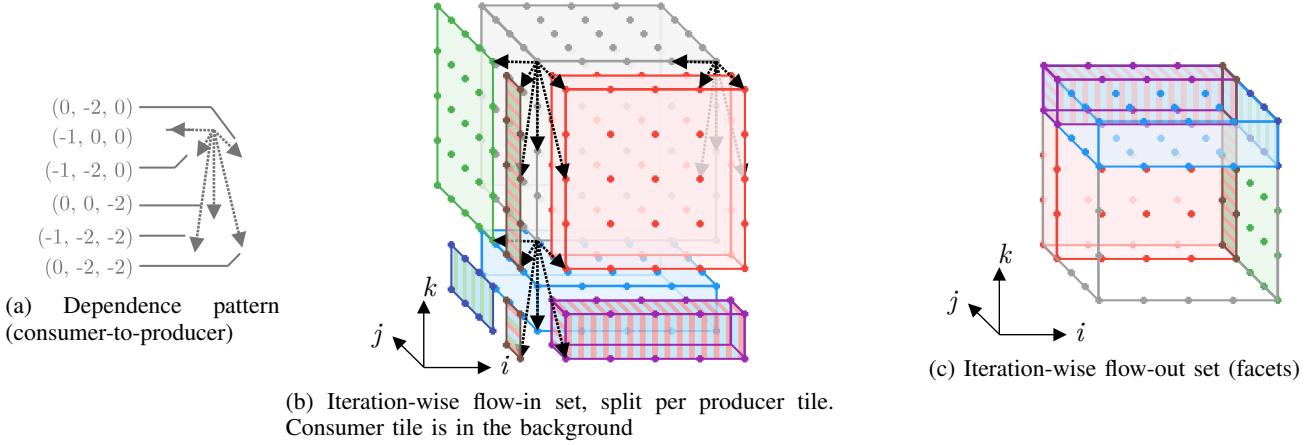 (0, -2, 0)
(-1, 0, 0)
(-1, -2, 0)
(0, 0, -2)
(-1, -2, -2)
(0, -2, -2)
(a) Dependence pattern
(consumer-to-producer)
k
j
i
(b) Iteration-wise flow-in set, split per producer tile.
Consumer tile is in the background
k
j
i
(c) Iteration-wise flow-out set (facets)